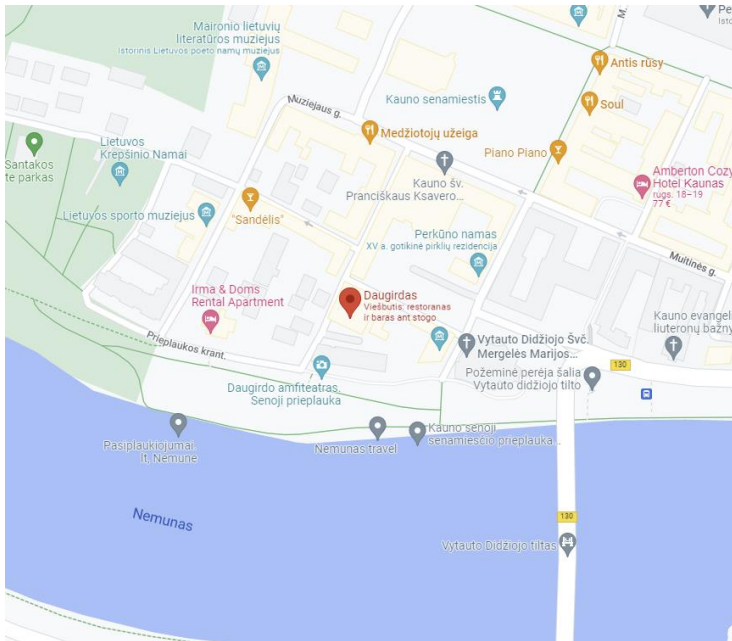 Maironio lietuvių
literatūros muziejus
Istorinis Lietuvos poeto namų muziejus
Antis rūsy
Muziejaus g.
Kauno senamiestis
Soul
Medžiotojų užeiga
Lietuvos
Krepšinio Namai
Santakos
Piano Piano
Kauno šv.
Pranciškaus Ksavero...
Amberton Cozy
Hotel Kaunas
rugs. 18–19
77 €
te parkas
Lietuvos sporto muziejus
"Sandėlis"
Perkūno namas
XV a. gotikinė pirklių rezidencija
Muitinės g.
Irma & Doms
Rental Apartment
Daugirdas
Viešbutis: restoranas
ir baras ant stogo
Prieplaukos krant.
Vytauto Didžiojo Švč.
Mergelės Marijos...
Kauno evangeli
liuteronų bažny
130
Požeminė perėja šalia
Vytauto didžiojo tilto
Daugirdo amfiteatras.
Senoji prieplauka
Pasiplaukiojumai.
lt, Nemune
Nemunas travel
Kauno senoji
senamiesčio prieplauka...
Nemunas
130
Vytauto Didžiojo tiltas